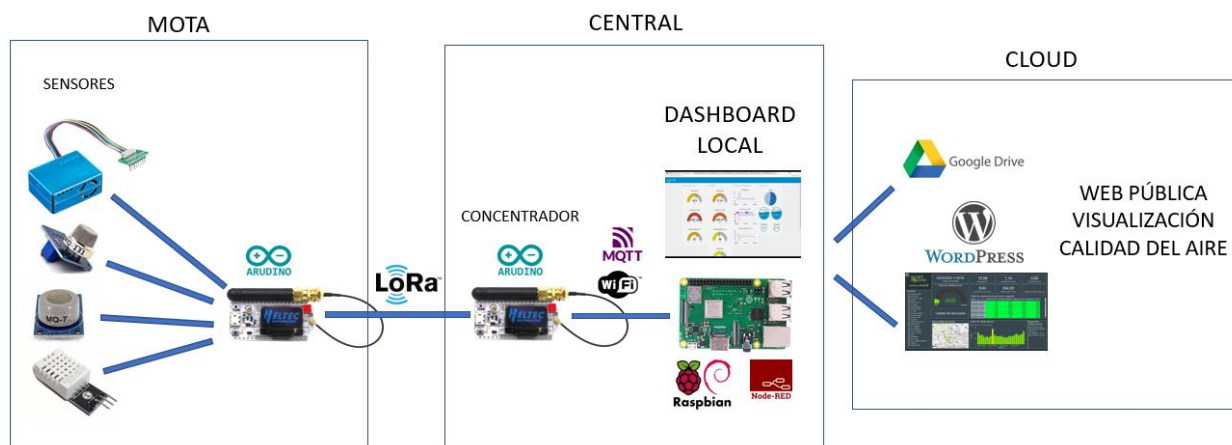 MOTA
SENSORES
MQ-7
ARUDINO
HELTEC
LoRa™
CENTRAL
CONCENTRADOR
ARUDINO
HELTEC
MQTT
WiFi
DASHBOARD
LOCAL
Raspbian
Node-RED
CLOUD
Google Drive
WORDPRESS
WEB PÚBLICA
VISUALIZACIÓN
CALIDAD DEL AIRE